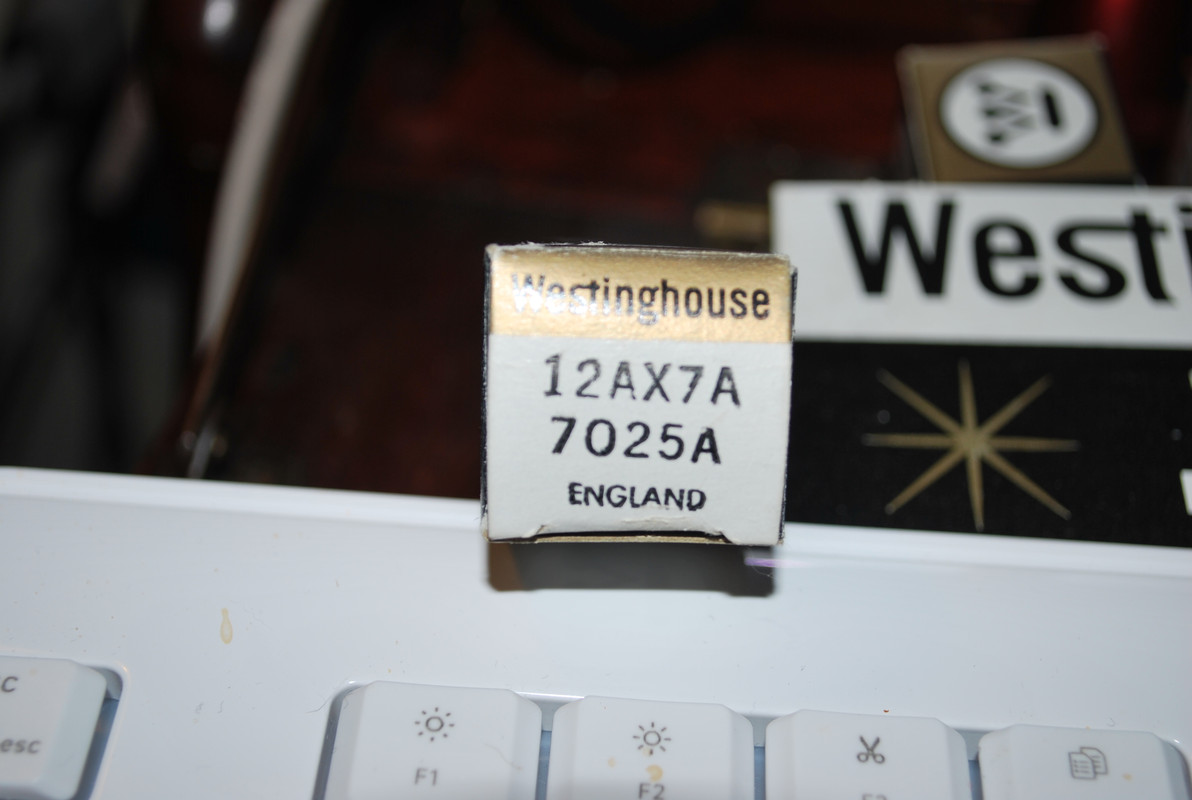 Westi
Westinghouse
12AX7A
7025A
ENGLAND
esc
F1
F2